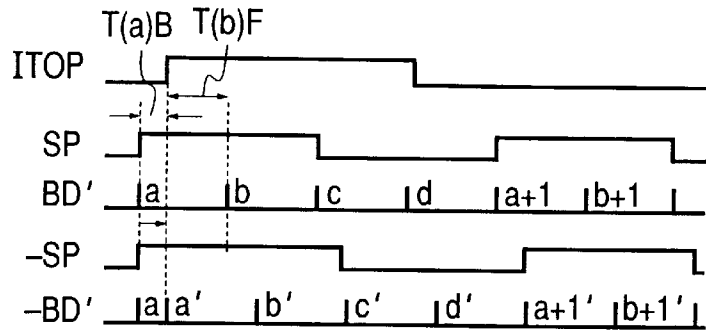 T(a)B T(b)F
ITOP
SP
BD′ a b c d a+1 b+1
–SP
–BD′ a a′ b′ c′ d′ a+1′ b+1′